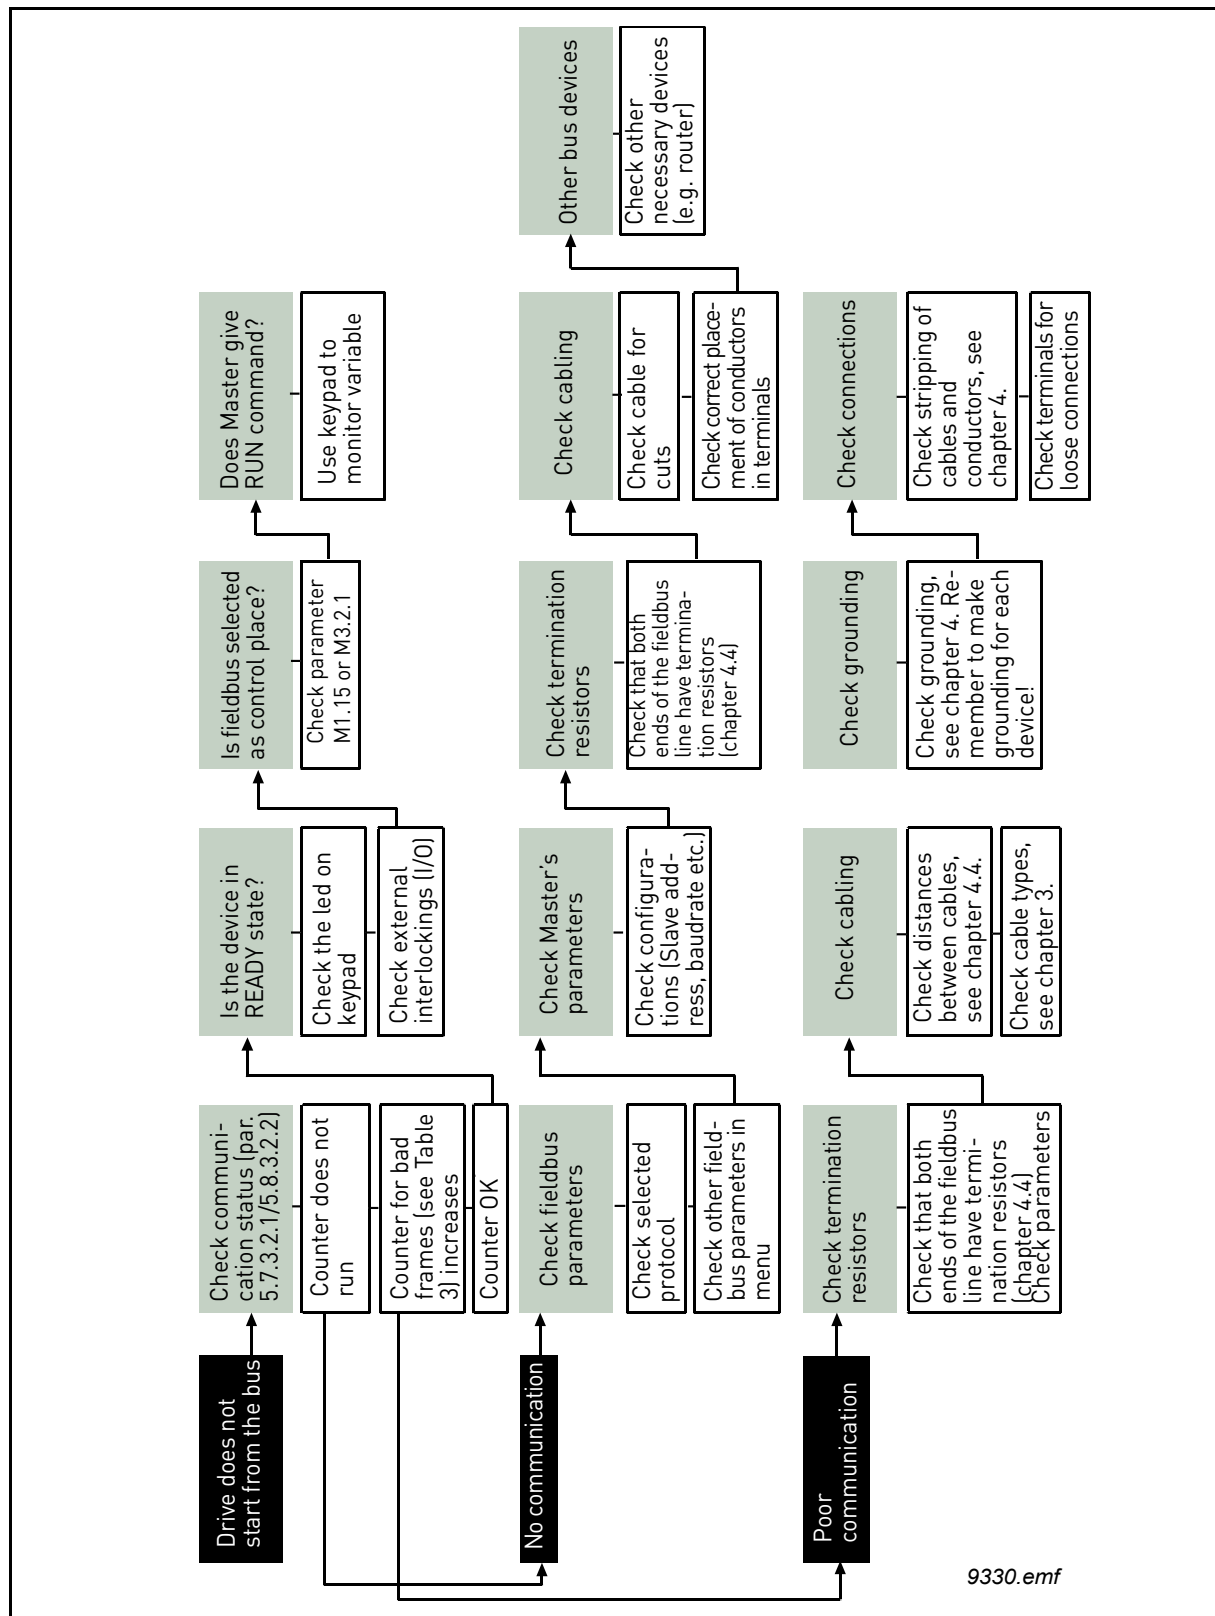 Drive does not
start from the bus
Check communi-
cation status (par.
5.7.3.2.1/5.8.3.2.2)
Counter does not
run
Counter for bad
frames (see Table
3) increases
Counter OK
Is the device in
READY state?
Check the led on
keypad
Check external
interlockings (I/O)
Is fieldbus selected
as control place?
Check parameter
M1.15 or M3.2.1
Does Master give
RUN command?
Use keypad to
monitor variable
No communication
Check fieldbus
parameters
Check selected
protocol
Check other field-
bus parameters in
menu
Check Master's
parameters
Check configura-
tions (Slave add-
ress, baudrate etc.)
Check termination
resistors
Check that both
ends of the fieldbus
line have termina-
tion resistors
(chapter 4.4)
Check cabling
Check cable for
cuts
Check correct place-
ment of conductors
in terminals
Other bus devices
Check other
necessary devices
(e.g. router)
Poor
communication
Check termination
resistors
Check that both
ends of the fieldbus
line have termi-
nation resistors
(chapter 4.4)
Check parameters
Check cabling
Check distances
between cables,
see chapter 4.4.
Check cable types,
see chapter 3.
Check grounding
Check grounding,
see chapter 4. Re-
member to make
grounding for each
device!
Check connections
Check stripping of
cables and
conductors, see
chapter 4.
Check terminals for
loose connections
9330.emf